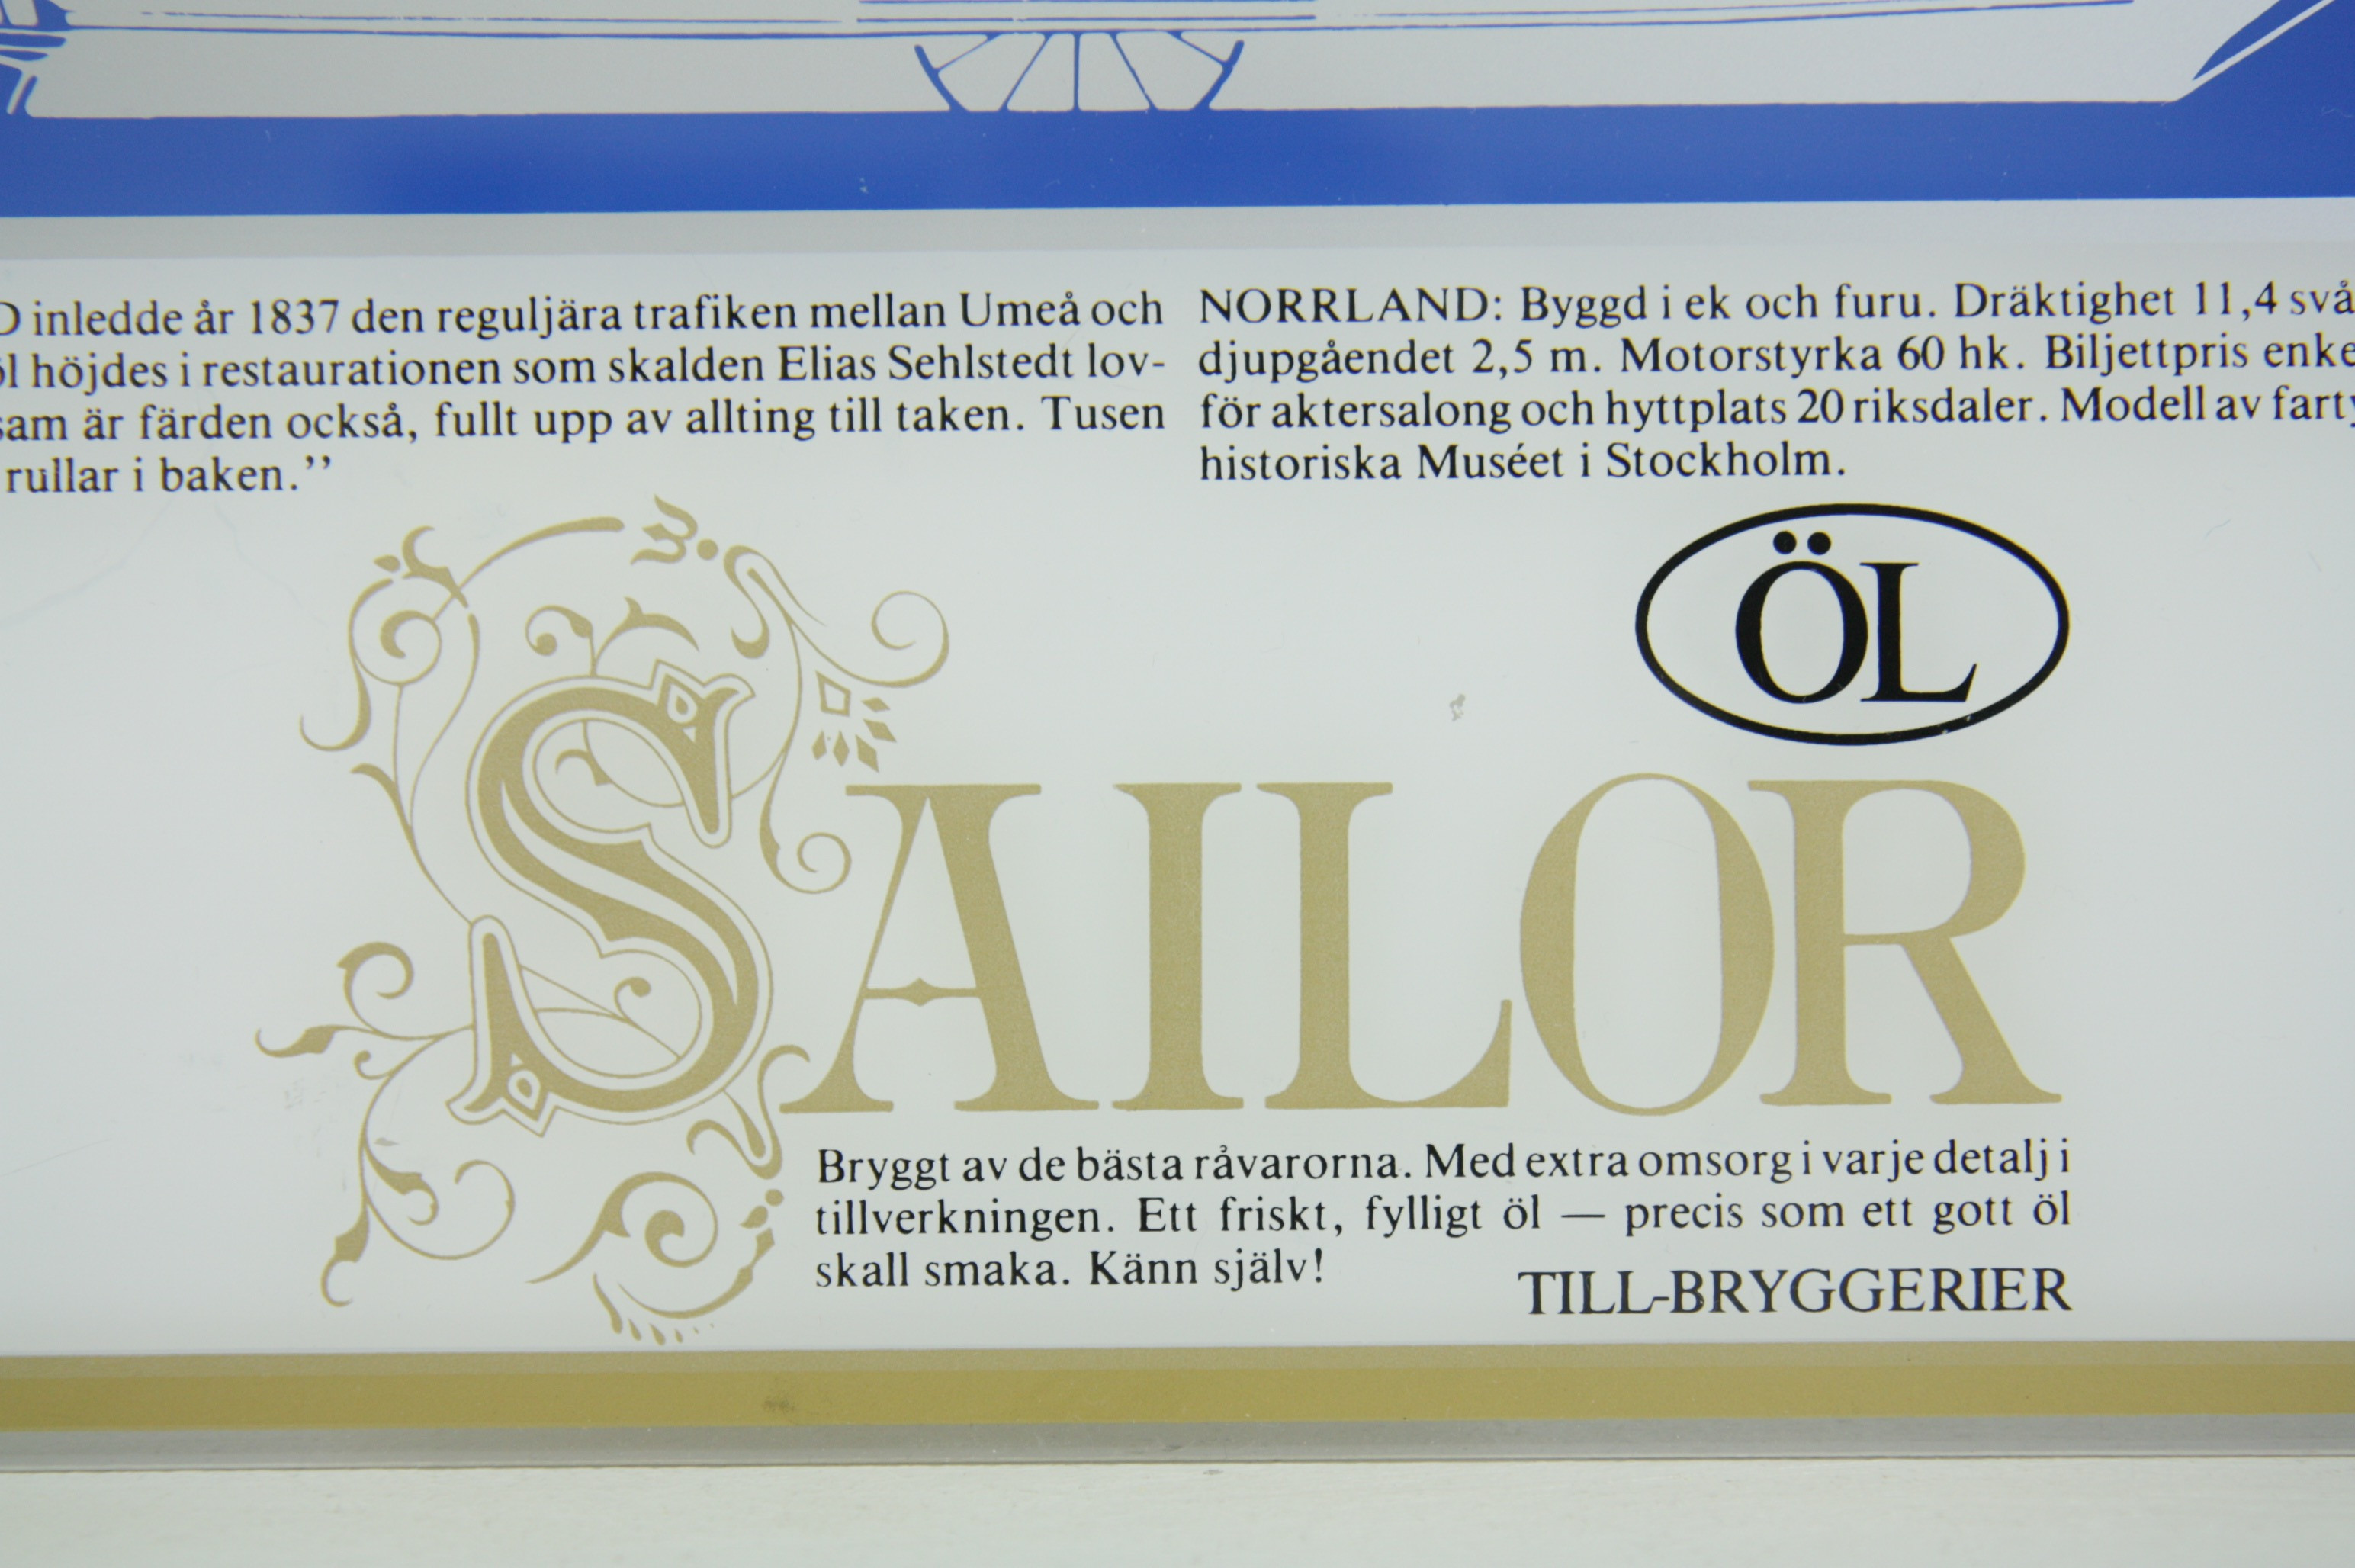 inledde år 1837 den reguljära trafiken mellan Umeå och
höjdes i restaurationen som skalden Elias Sehlstedt lov-
sam är färden också, fullt upp av allting till taken. Tusen
rullar i baken.”
NORRLAND: Byggd i ek och furu. Dräktighet 11,4 svå
djupgåendet 2,5 m. Motorstyrka 60 hk. Biljettpris enke
för aktersalong och hyttplats 20 riksdaler. Modell av farty
historiska Muséet i Stockholm.
ÖL
SAILOR
Bryggt av de bästa råvarorna. Med extra omsorg i varje detalj i
tillverkningen. Ett friskt, fylligt öl — precis som ett gott öl
skall smaka. Känn själv!
TILL-BRYGGERIER